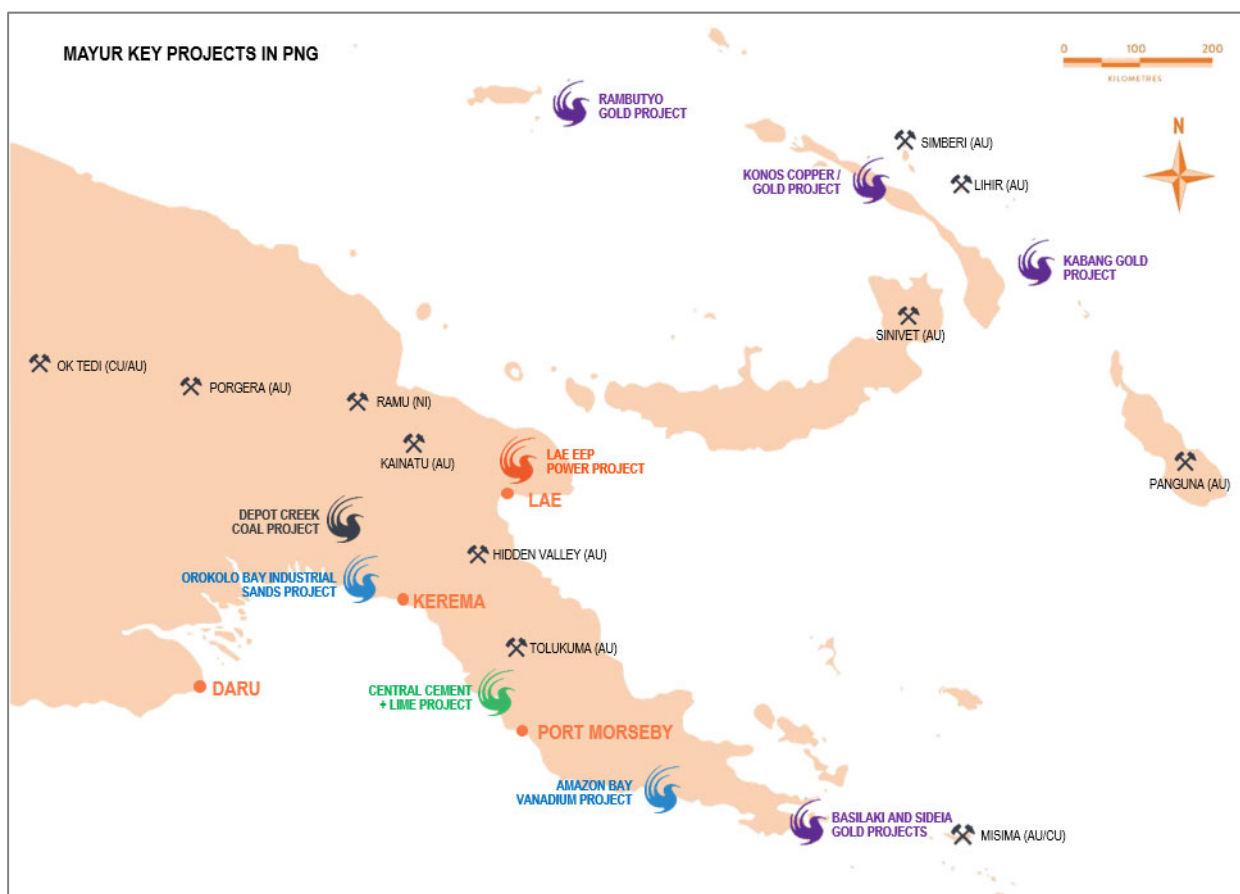 MAYUR KEY PROJECTS IN PNG
0 100 200
KILOMETRES
N
RAMBUTYO
GOLD PROJECT
SIMBERI (AU)
KONOS COPPER /
GOLD PROJECT
LIHIR (AU)
KABANG GOLD
PROJECT
SINIVET (AU)
OK TEDI (CU/AU)
PORGERA (AU)
RAMU (NI)
KAINATU (AU)
LAE EEP
POWER PROJECT
LAE
PANGUNA (AU)
DEPOT CREEK
COAL PROJECT
HIDDEN VALLEY (AU)
OROKOLO BAY INDUSTRIAL
SANDS PROJECT
KEREMA
TOLUKUMA (AU)
DARU
CENTRAL CEMENT
+ LIME PROJECT
PORT MORSEBY
AMAZON BAY
VANADIUM PROJECT
BASILAKI AND SIDEIA
GOLD PROJECTS
MISIMA (AU/CU)